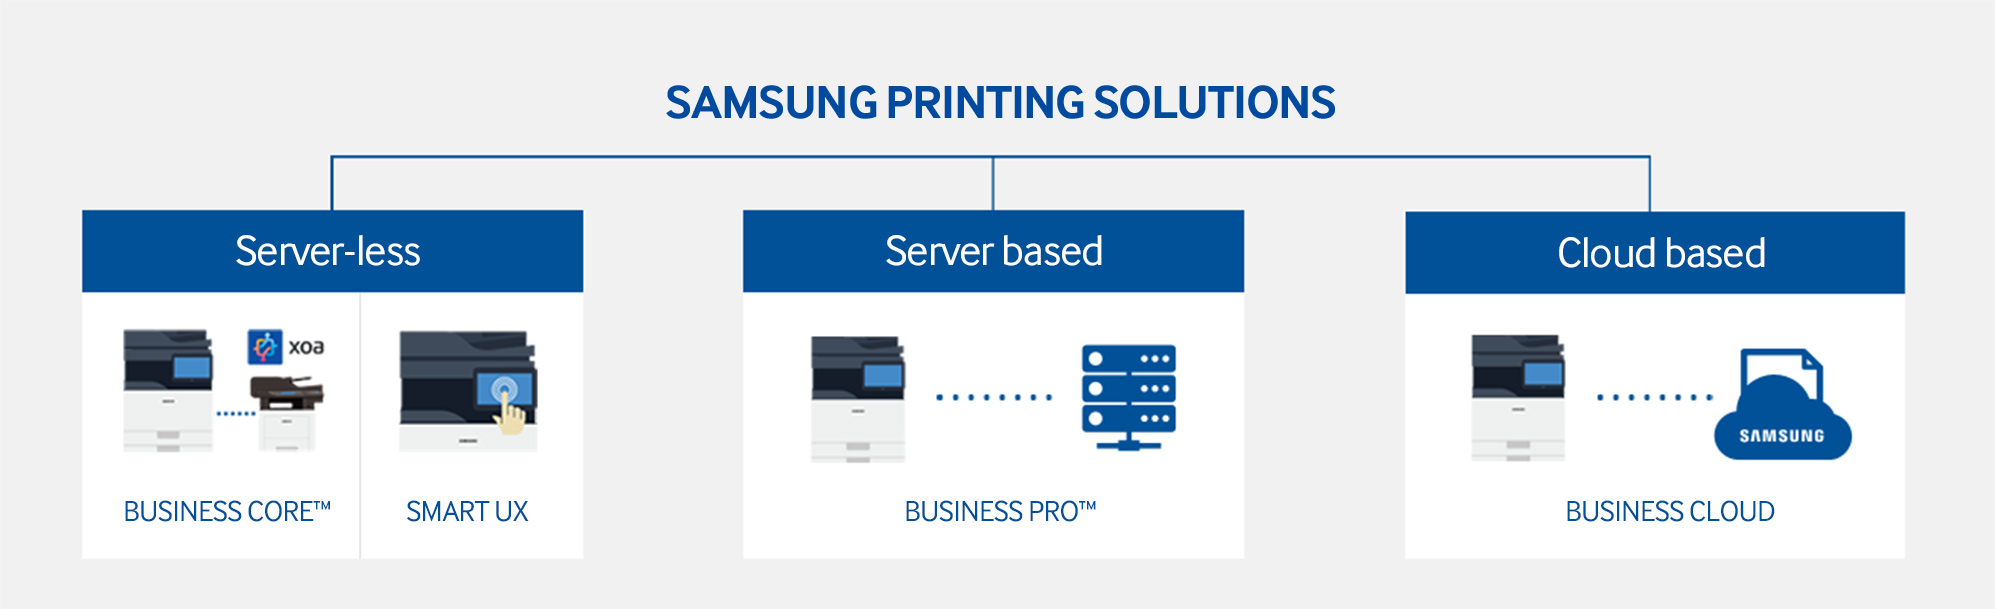 SAMSUNG PRINTING SOLUTIONS
Server-less
xoa
BUSINESS CORE™
SMART UX
Server based
BUSINESS PRO™
Cloud based
SAMSUNG
BUSINESS CLOUD